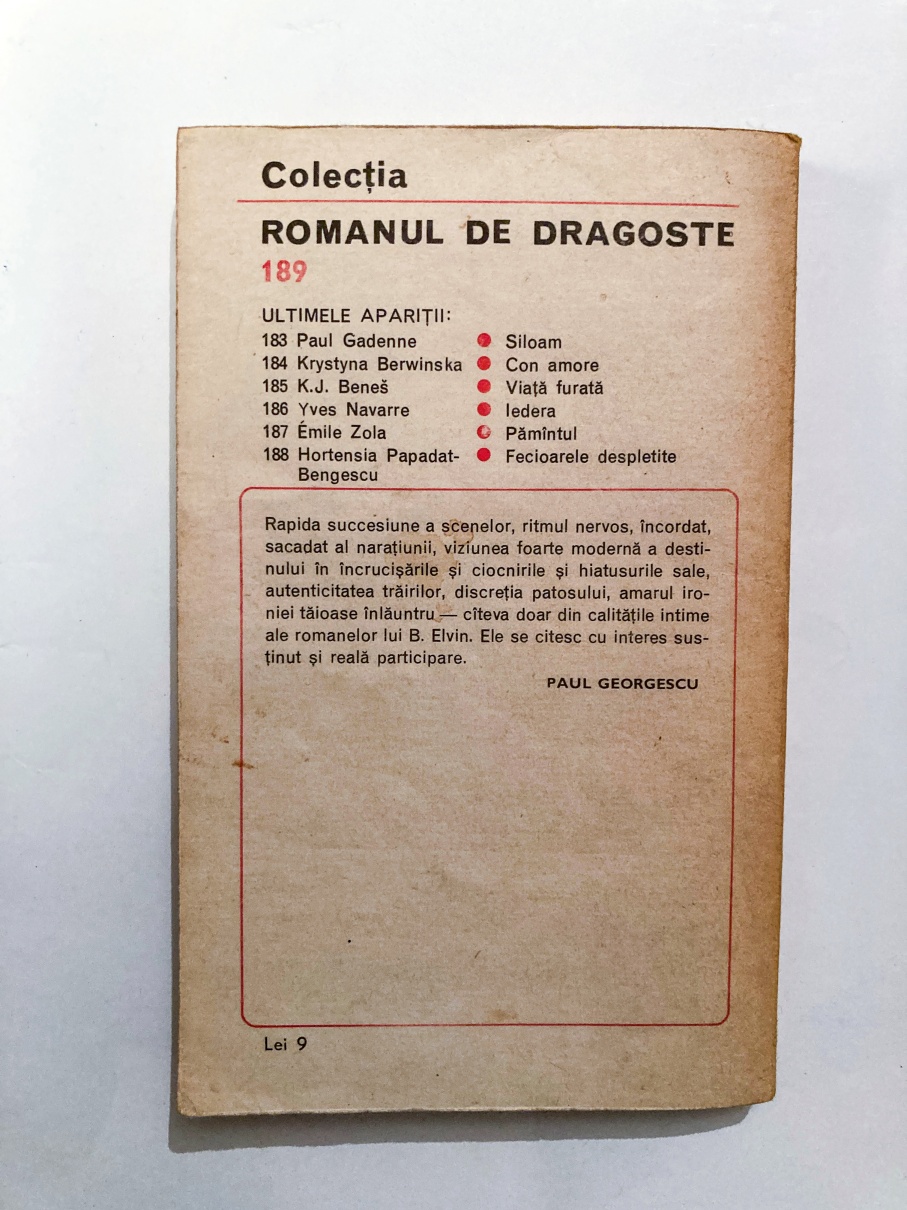 Colecția
ROMANUL DE DRAGOSTE
189
ULTIMELE APARIȚII:
183 Paul Gadenne ● Siloam
184 Krystyna Berwinska ● Con amore
185 K.J. Beneš ● Viață furată
186 Yves Navarre ● Iedera
187 Émile Zola ● Pămîntul
188 Hortensia Papadat- ● Fecioarele despletite
Bengescu
Rapida succesiune a scenelor, ritmul nervos, încordat,
sacadat al narațiunii, viziunea foarte modernă a desti-
nului în încrucișările și ciocnirile și hiatusurile sale,
autenticitatea trăirilor, discreția patosului, amarul iro-
niei tăioase înlăuntru — cîteva doar din calitățile intime
ale romanelor lui B. Elvin. Ele se citesc cu interes sus-
ținut și reală participare.
PAUL GEORGESCU
Lei 9